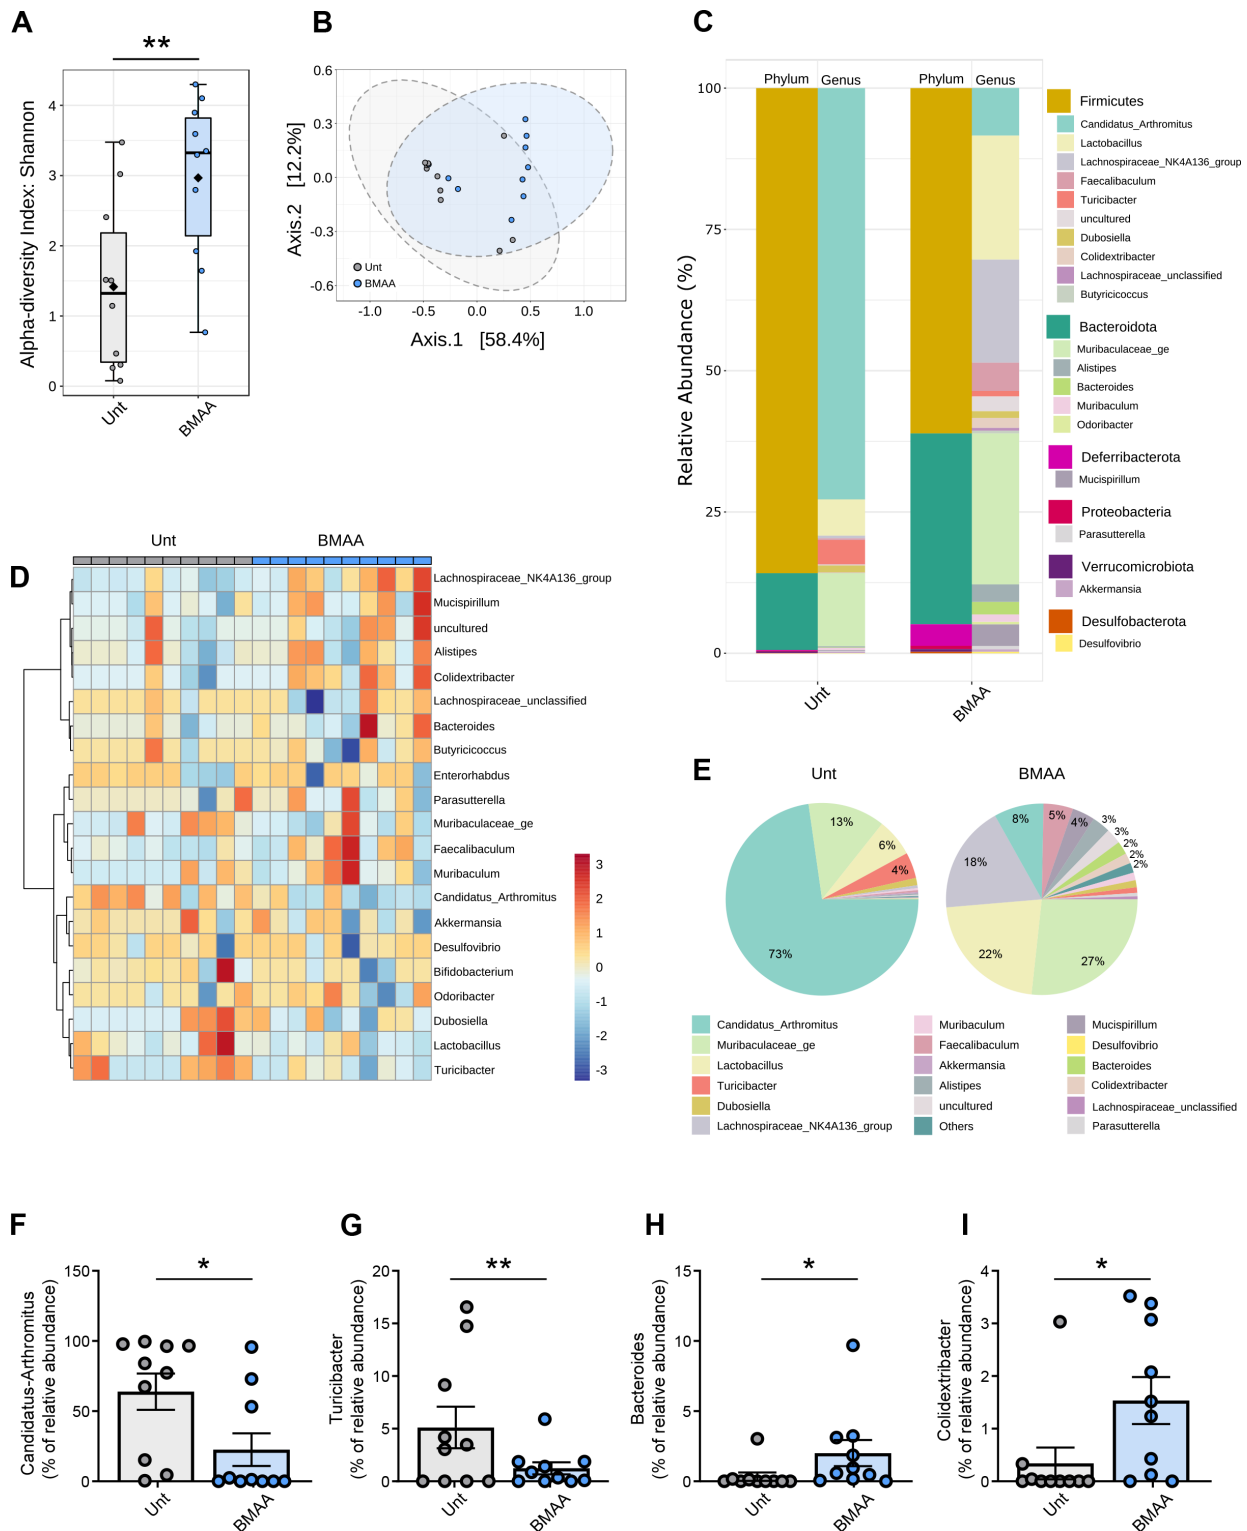 A
**
Alpha-diversity Index: Shannon
4
3
2
1
0
Unt
BMAA
B
0.6
0.3
0.0
-0.3
-0.6
Axis.2 [12.2%]
Unt
BMAA
-1.0
-0.5
0.0
0.5
1.0
Axis.1 [58.4%]
C
Relative Abundance (%)
100
75
50
25
0
Phylum
Genus
Phylum
Genus
Unt
BMAA
Firmicutes
Candidatus_Arthromitus
Lactobacillus
Lachnospiraceae_NK4A136_group
Faecalibaculum
Turicibacter
uncultured
Dubosiella
Colidextribacter
Lachnospiraceae_unclassified
Butyricicoccus
Bacteroidota
Muribaculaceae_ge
Alistipes
Bacteroides
Muribaculum
Odoribacter
Deferribacterota
Mucispirillum
Proteobacteria
Parasutterella
Verrucomicrobiota
Akkermansia
Desulfobacterota
Desulfovibrio
D
Unt
BMAA
Lachnospiraceae_NK4A136_group
Mucispirillum
uncultured
Alistipes
Colidextribacter
Lachnospiraceae_unclassified
Bacteroides
Butyricicoccus
Enterorhabdus
Parasutterella
Muribaculaceae_ge
Faecalibaculum
Muribaculum
Candidatus_Arthromitus
Akkermansia
Desulfovibrio
Bifidobacterium
Odoribacter
Dubosiella
Lactobacillus
Turicibacter
3
2
1
0
-1
-2
-3
E
Unt
BMAA
13%
6%
4%
73%
8%
5%
4%
3%
3%
2%
2%
2%
18%
22%
27%
Candidatus_Arthromitus
Muribaculaceae_ge
Lactobacillus
Turicibacter
Dubosiella
Lachnospiraceae_NK4A136_group
Muribaculum
Faecalibaculum
Akkermansia
Alistipes
uncultured
Others
Mucispirillum
Desulfovibrio
Bacteroides
Colidextribacter
Lachnospiraceae_unclassified
Parasutterella
F
*
Candidatus-Arthromitus
(% of relative abundance)
150
100
50
0
Unt
BMAA
G
**
Turicibacter
(% of relative abundance)
20
15
10
5
0
Unt
BMAA
H
*
Bacteroides
(% of relative abundance)
15
10
5
0
Unt
BMAA
I
*
Colidextribacter
(% of relative abundance)
4
3
2
1
0
Unt
BMAA